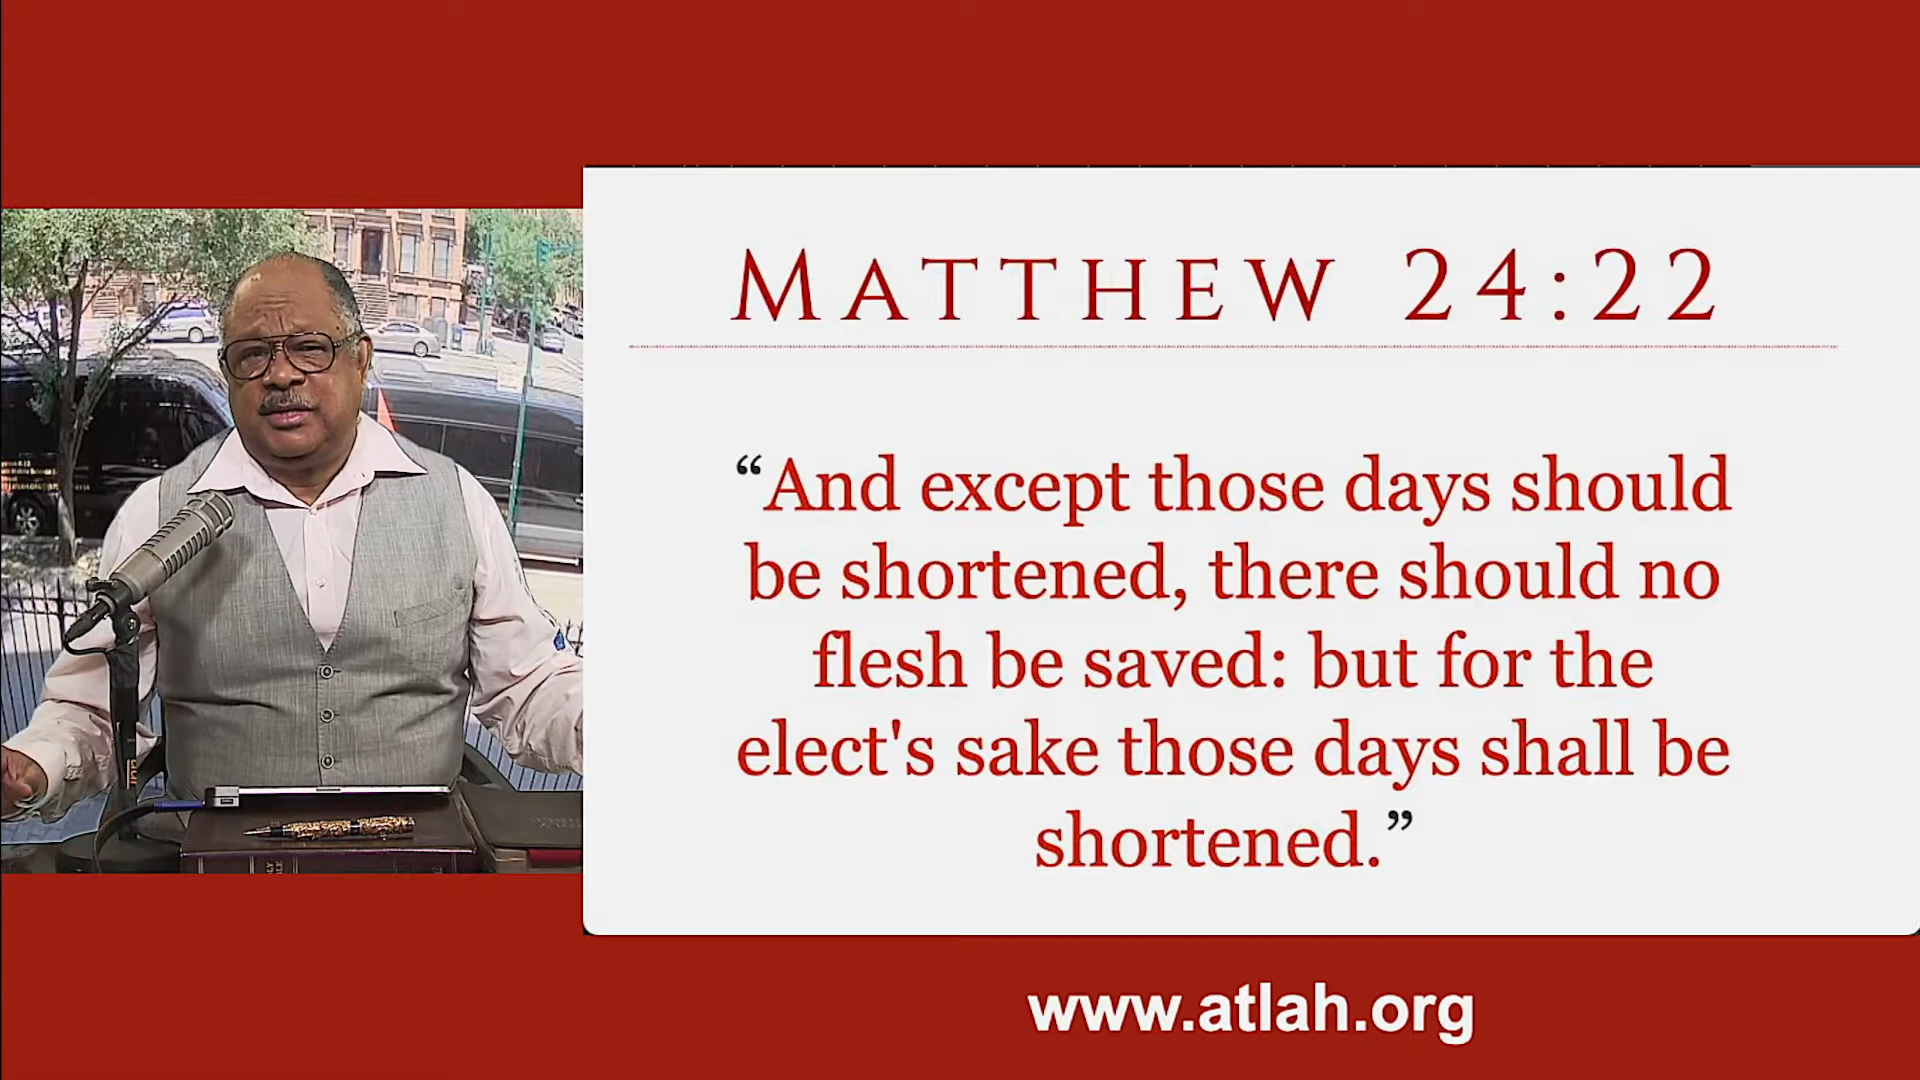 MATTHEW 24:22
“And except those days should
be shortened, there should no
flesh be saved: but for the
elect's sake those days shall be
shortened.”
www.atlah.org